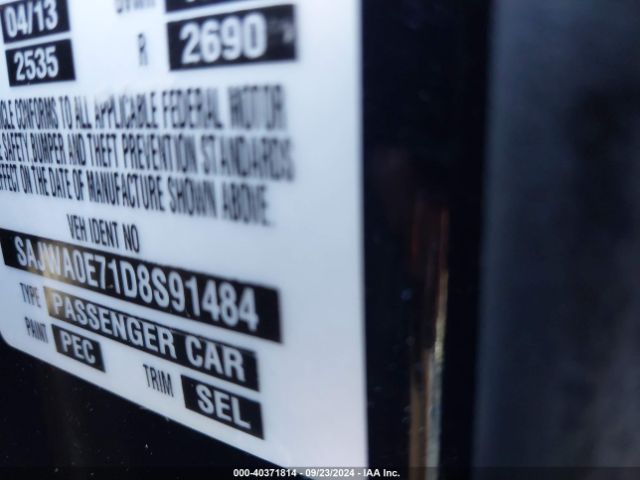 04/13
2535 R 2690
CONFORMS TO ALL APPLICABLE FEDERAL MOTOR
SAFETY BUMPER AND THEFT PREVENTION STANDARDS
EFFECT ON THE DATE OF MANUFACTURE SHOWN ABOVE.
VEH IDENT NO
SAJWA0E71D8S91484
TYPE PASSENGER CAR
PAINT PEC TRIM SEL
000-40371814 - 09/23/2024 - IAA Inc.